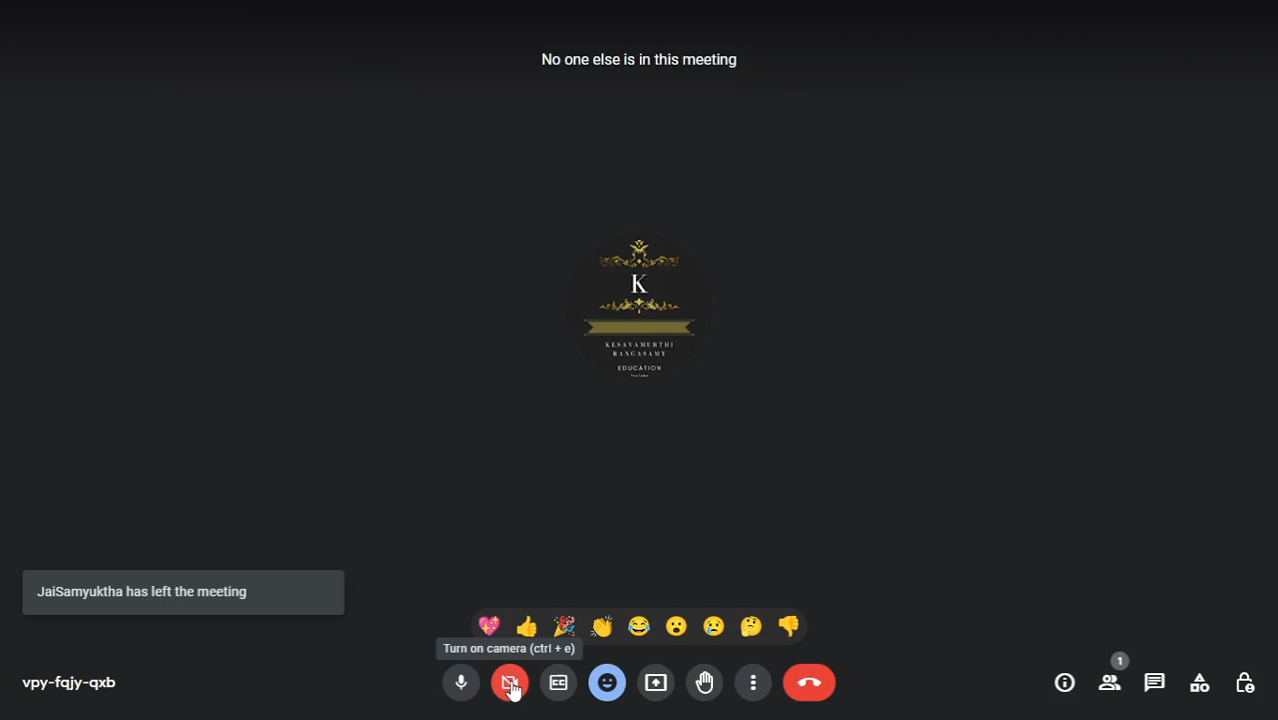 No one else is in this meeting
K
KESAVAMURTHI
RANGASAMY
EDUCATION
JaiSamyuktha has left the meeting
Turn on camera (ctrl + e)
1
vpy-fqjy-qxb
CC